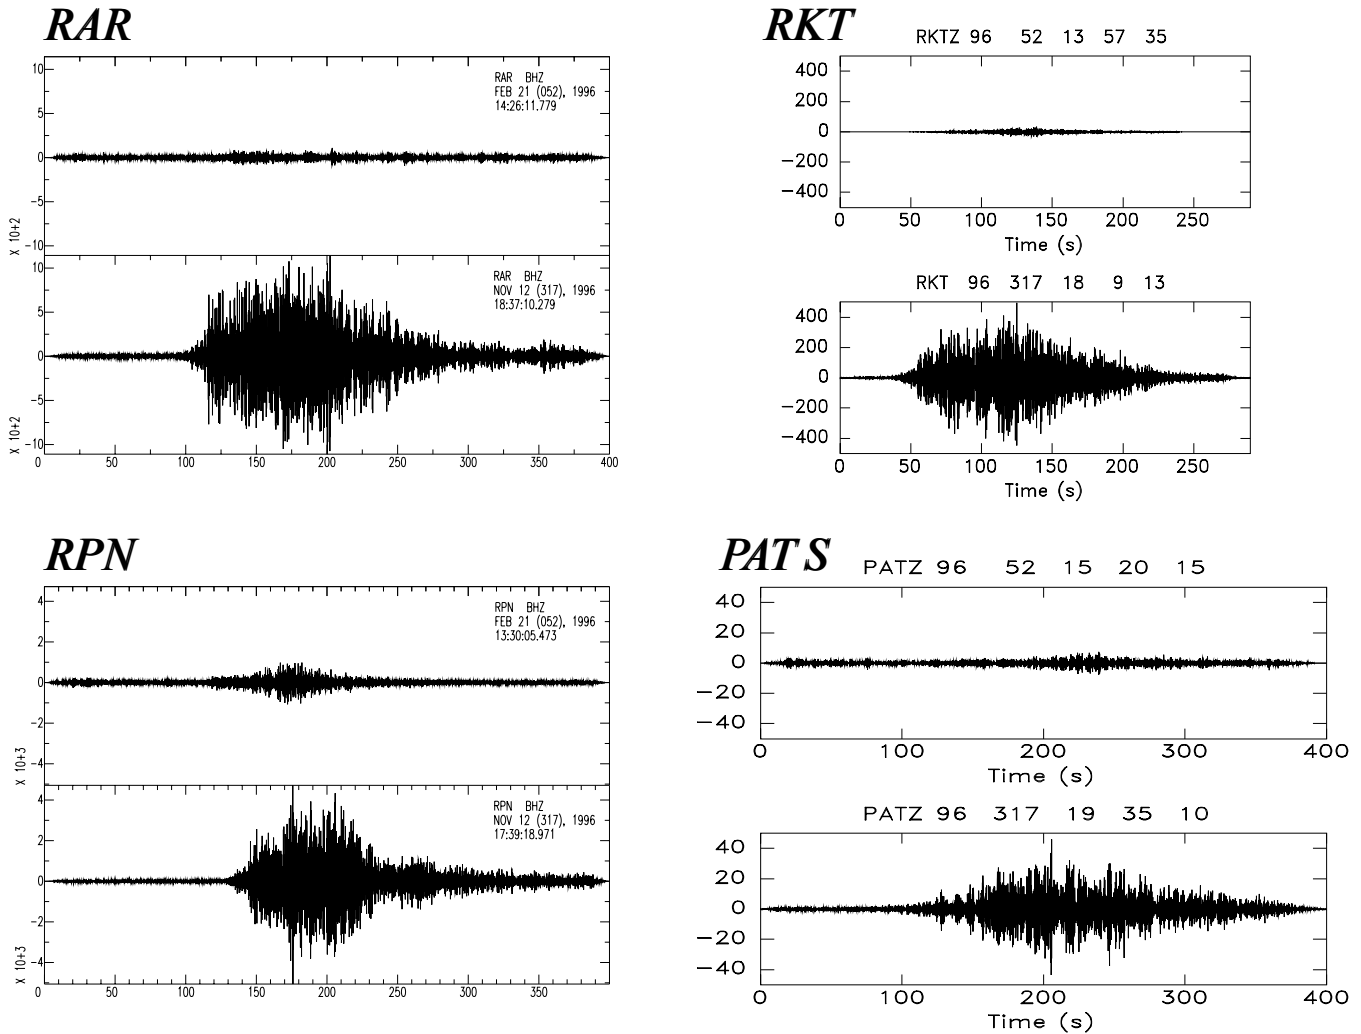 RAR
10
5
0
-5
-10
X 10+2
RAR BHZ
FEB 21 (052), 1996
14:26:11.779
10
5
0
-5
-10
X 10+2
RAR BHZ
NOV 12 (317), 1996
18:37:10.279
0 50 100 150 200 250 300 350 400
RKT
RKTZ 96 52 13 57 35
400
200
0
-200
-400
0 50 100 150 200 250
Time (s)
RKT 96 317 18 9 13
400
200
0
-200
-400
0 50 100 150 200 250
Time (s)
RPN
4
2
0
-2
-4
X 10+3
RPN BHZ
FEB 21 (052), 1996
13:30:05.473
4
2
0
-2
-4
X 10+3
RPN BHZ
NOV 12 (317), 1996
17:39:18.971
0 50 100 150 200 250 300 350
PATS
PATZ 96 52 15 20 15
40
20
0
-20
-40
0 100 200 300 400
Time (s)
PATZ 96 317 19 35 10
40
20
0
-20
-40
0 100 200 300 400
Time (s)